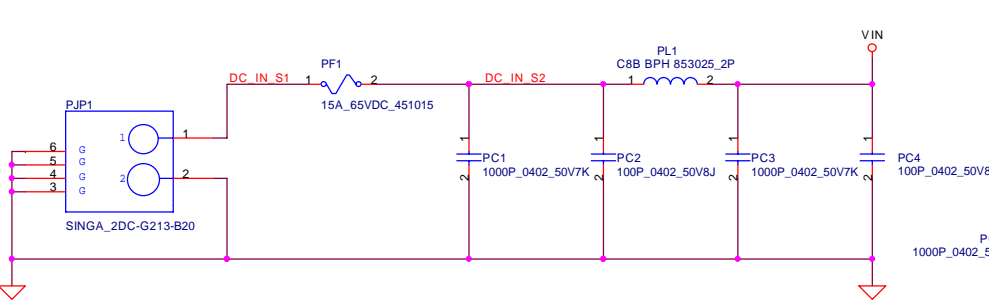 VIN
PL1
C8B BPH 853025_2P
PF1
DC_IN_S1
1
2
DC_IN_S2
1
2
15A_65VDC_451015
PJP1
1
1
2
2
6
G
5
G
4
G
3
G
SINGA_2DC-G213-B20
1
2
PC1
1000P_0402_50V7K
1
2
PC2
100P_0402_50V8J
1
2
PC3
1000P_0402_50V7K
1
2
PC4
100P_0402_50V8
P
1000P_0402_5